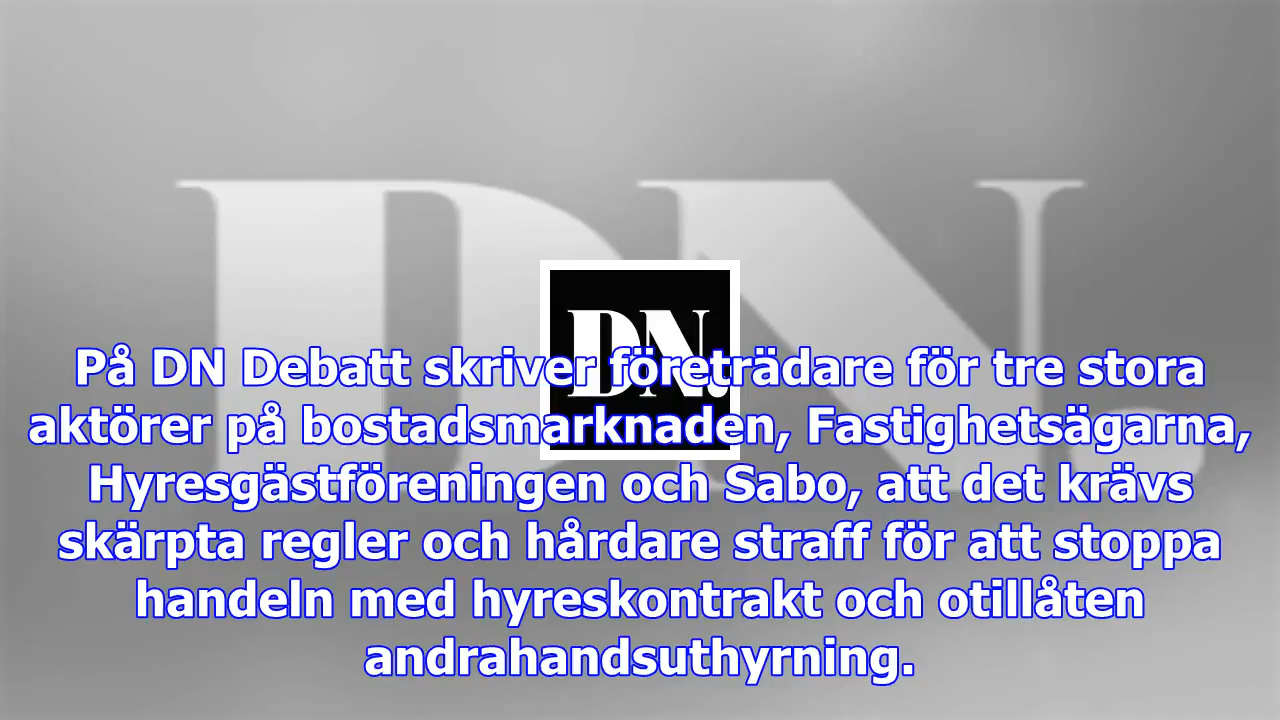 DN.
DN.
På DN Debatt skriver företrädare för tre stora
aktörer på bostadsmarknaden, Fastighetsägarna,
Hyresgästföreningen och Sabo, att det krävs
skärpta regler och hårdare straff för att stoppa
handeln med hyreskontrakt och otillåten
andrahandsuthyrning.